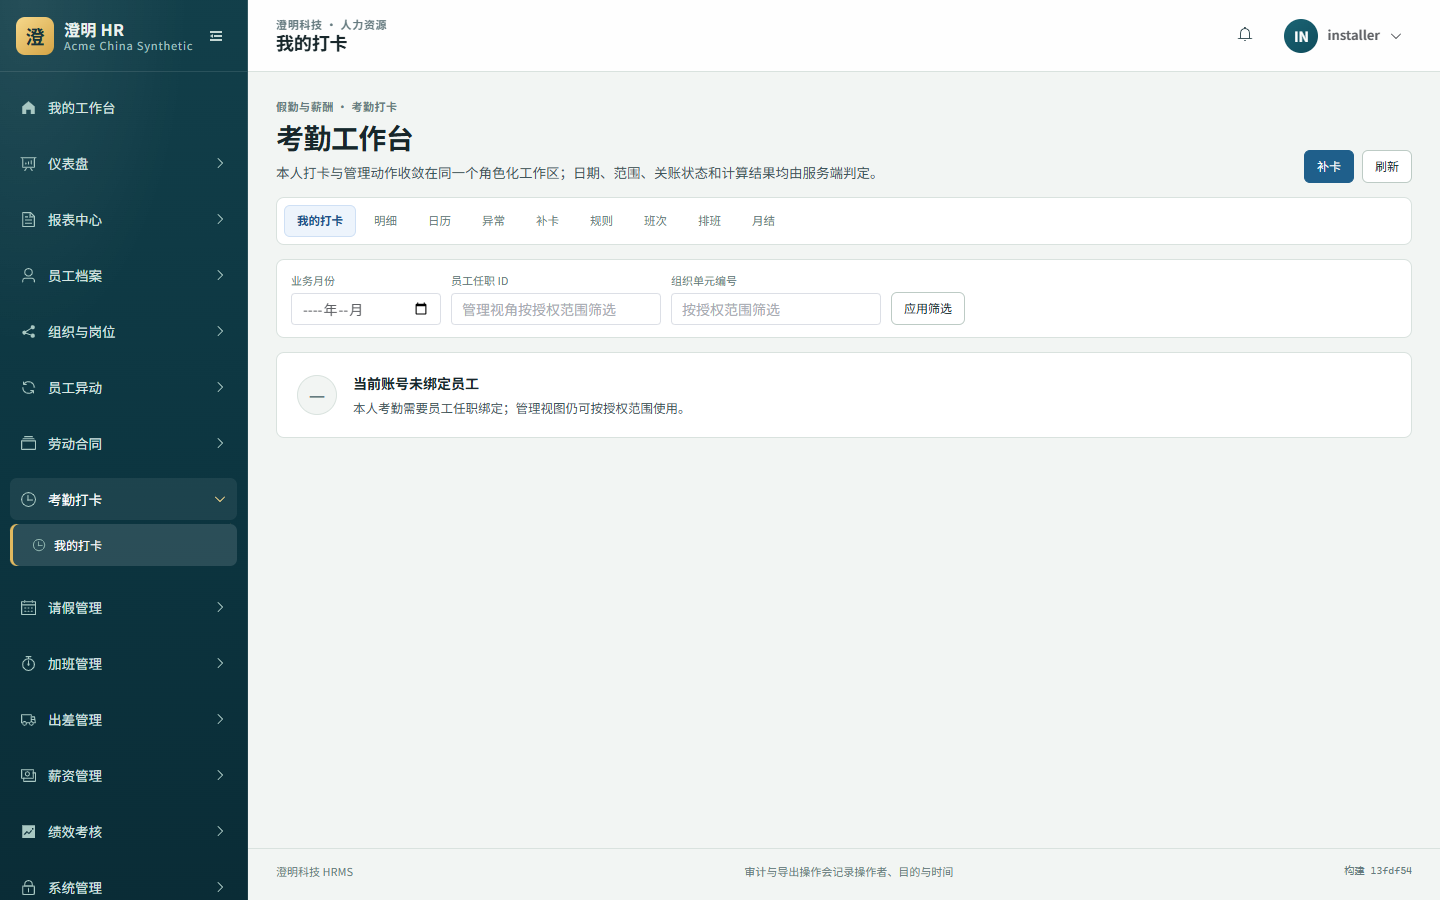 澄
澄明 HR
Acme China Synthetic
我的工作台
仪表盘
报表中心
员工档案
组织与岗位
员工异动
劳动合同
考勤打卡
我的打卡
请假管理
加班管理
出差管理
薪资管理
绩效考核
系统管理
澄明科技 • 人力资源
我的打卡
IN installer
假勤与薪酬 • 考勤打卡
考勤工作台
本人打卡与管理动作收敛在同一个角色化工作区；日期、范围、关账状态和计算结果均由服务端判定。
补卡 刷新
我的打卡 明细 日历 异常 补卡 规则 班次 排班 月结
业务月份 员工任职 ID 组织单元编号
----年--月 管理视角按授权范围筛选 按授权范围筛选 应用筛选
当前账号未绑定员工
本人考勤需要员工任职绑定；管理视图仍可按授权范围使用。
澄明科技 HRMS 审计与导出操作会记录操作者、目的与时间 构建 13fdf54